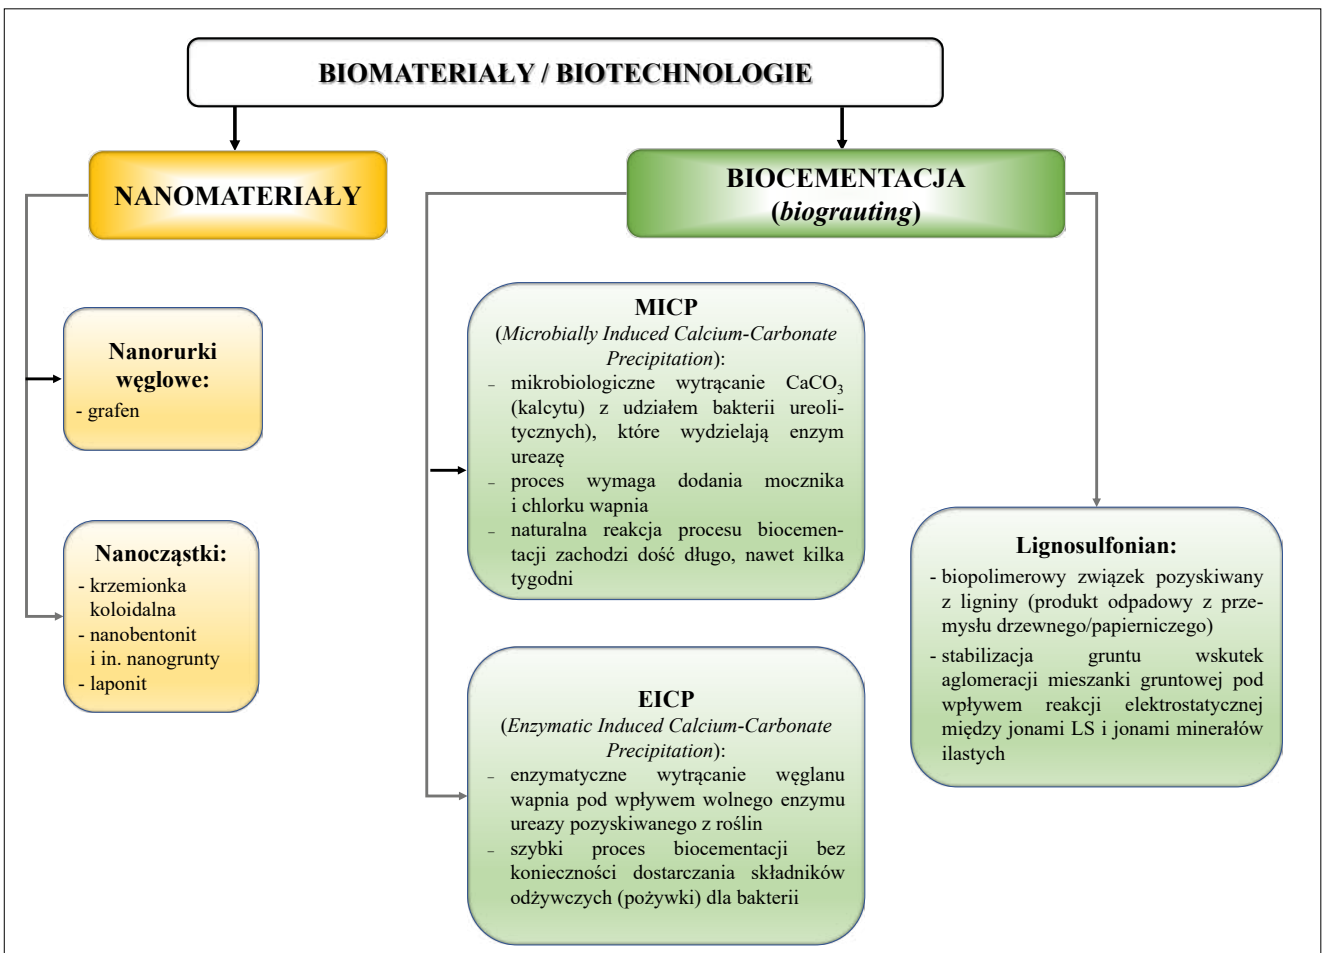 BIOMATERIAŁY / BIOTECHNOLOGIE
NANOMATERIAŁY
BIOCEMENTACJA
(biograuting)
Nanorurki
węglowe:
- grafen
Nanocząstki:
- krzemionka
koloidalna
- nanobentonit
i in. nanogrunty
- laponit
MICP
(Microbially Induced Calcium-Carbonate
Precipitation):
- mikrobiologiczne wytrącanie CaCO₃
(kalcytu) z udziałem bakterii ureoli-
tycznych), które wydzielają enzym
ureazę
- proces wymaga dodania mocznika
i chlorku wapnia
- naturalna reakcja procesu biocemen-
tacji zachodzi dość długo, nawet kilka
tygodni
EICP
(Enzymatic Induced Calcium-Carbonate
Precipitation):
- enzymatyczne wytrącanie węglanu
wapnia pod wpływem wolnego enzymu
ureazy pozyskiwanego z roślin
- szybki proces biocementacji bez
konieczności dostarczania składników
odżywczych (pożywki) dla bakterii
Lignosulfonian:
- biopolimerowy związek pozyskiwany
z ligniny (produkt odpadowy z prze-
mysłu drzewnego/papierniczego)
- stabilizacja gruntu wskutek
aglomeracji mieszanki gruntowej pod
wpływem reakcji elektrostatycznej
między jonami LS i jonami minerałów
ilastych